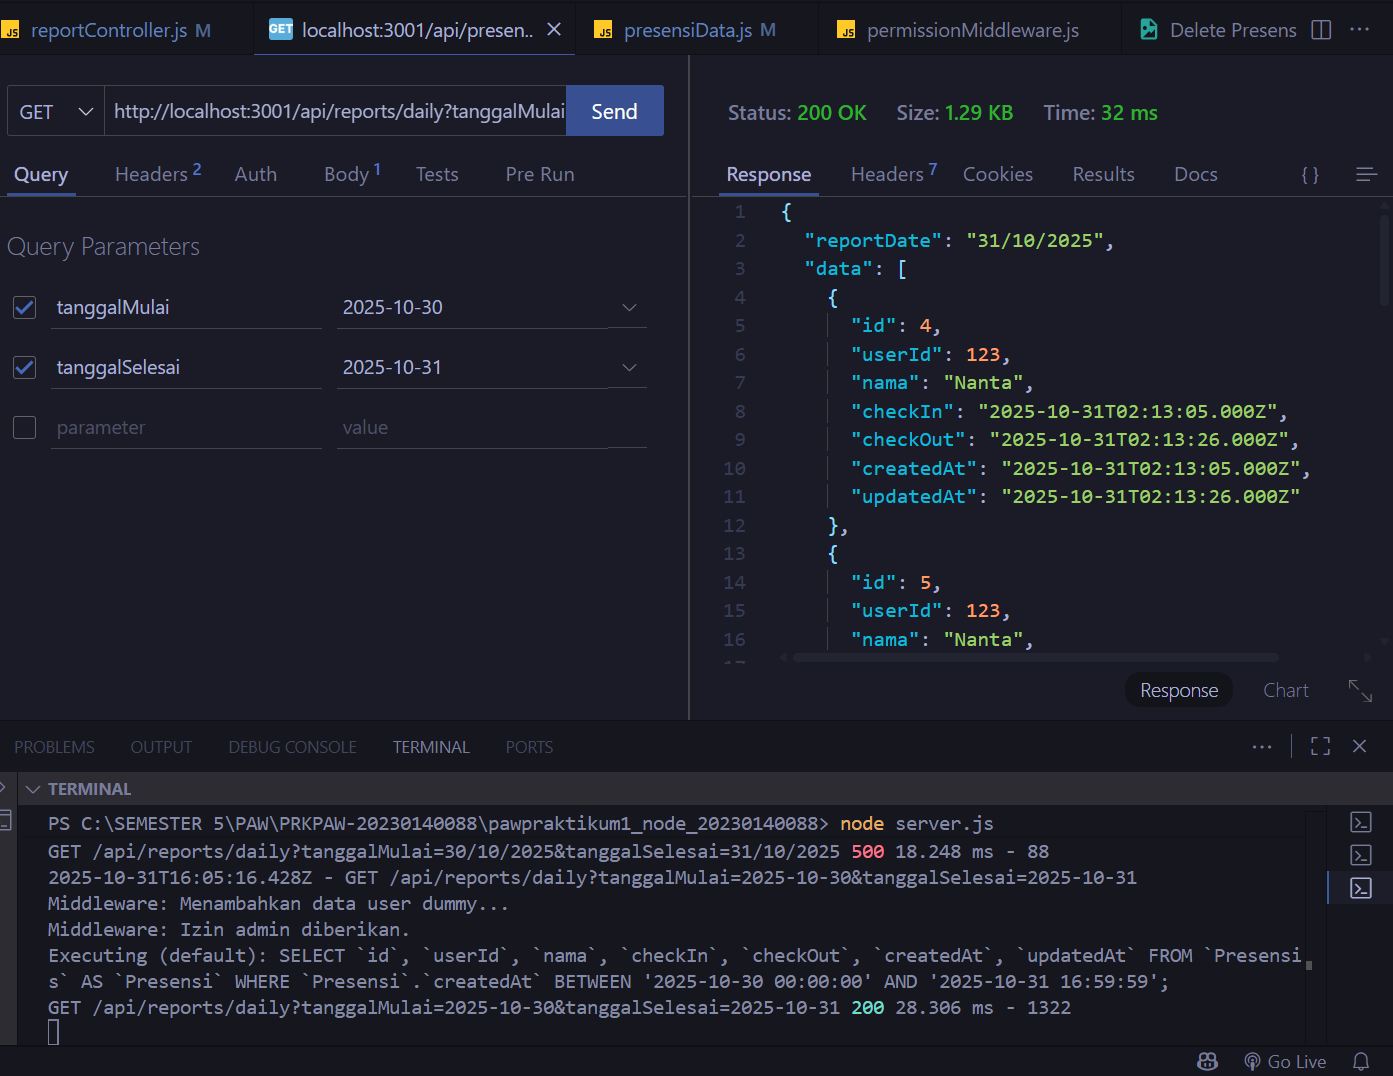 JS reportController.js M
GET localhost:3001/api/presen..
JS presensiData.js M
JS permissionMiddleware.js
Delete Presens
GET http://localhost:3001/api/reports/daily?tanggalMulai Send
Status: 200 OK Size: 1.29 KB Time: 32 ms
Query Headers 2 Auth Body 1 Tests Pre Run
Response Headers 7 Cookies Results Docs { }
Query Parameters
tanggalMulai 2025-10-30
tanggalSelesai 2025-10-31
parameter value
1 {
2 "reportDate": "31/10/2025",
3 "data": [
4 {
5 "id": 4,
6 "userId": 123,
7 "nama": "Nanta",
8 "checkIn": "2025-10-31T02:13:05.000Z",
9 "checkOut": "2025-10-31T02:13:26.000Z",
10 "createdAt": "2025-10-31T02:13:05.000Z",
11 "updatedAt": "2025-10-31T02:13:26.000Z"
12 },
13 {
14 "id": 5,
15 "userId": 123,
16 "nama": "Nanta",
Response Chart
PROBLEMS OUTPUT DEBUG CONSOLE TERMINAL PORTS
TERMINAL
PS C:\SEMESTER 5\PAW\PRKPAW-20230140088\pawpraktikum1_node_20230140088> node server.js
GET /api/reports/daily?tanggalMulai=30/10/2025&tanggalSelesai=31/10/2025 500 18.248 ms - 88
2025-10-31T16:05:16.428Z - GET /api/reports/daily?tanggalMulai=2025-10-30&tanggalSelesai=2025-10-31
Middleware: Menambahkan data user dummy...
Middleware: Izin admin diberikan.
Executing (default): SELECT `id`, `userId`, `nama`, `checkIn`, `checkOut`, `createdAt`, `updatedAt` FROM `Presensi
s` AS `Presensi` WHERE `Presensi`.`createdAt` BETWEEN '2025-10-30 00:00:00' AND '2025-10-31 16:59:59';
GET /api/reports/daily?tanggalMulai=2025-10-30&tanggalSelesai=2025-10-31 200 28.306 ms - 1322
Go Live